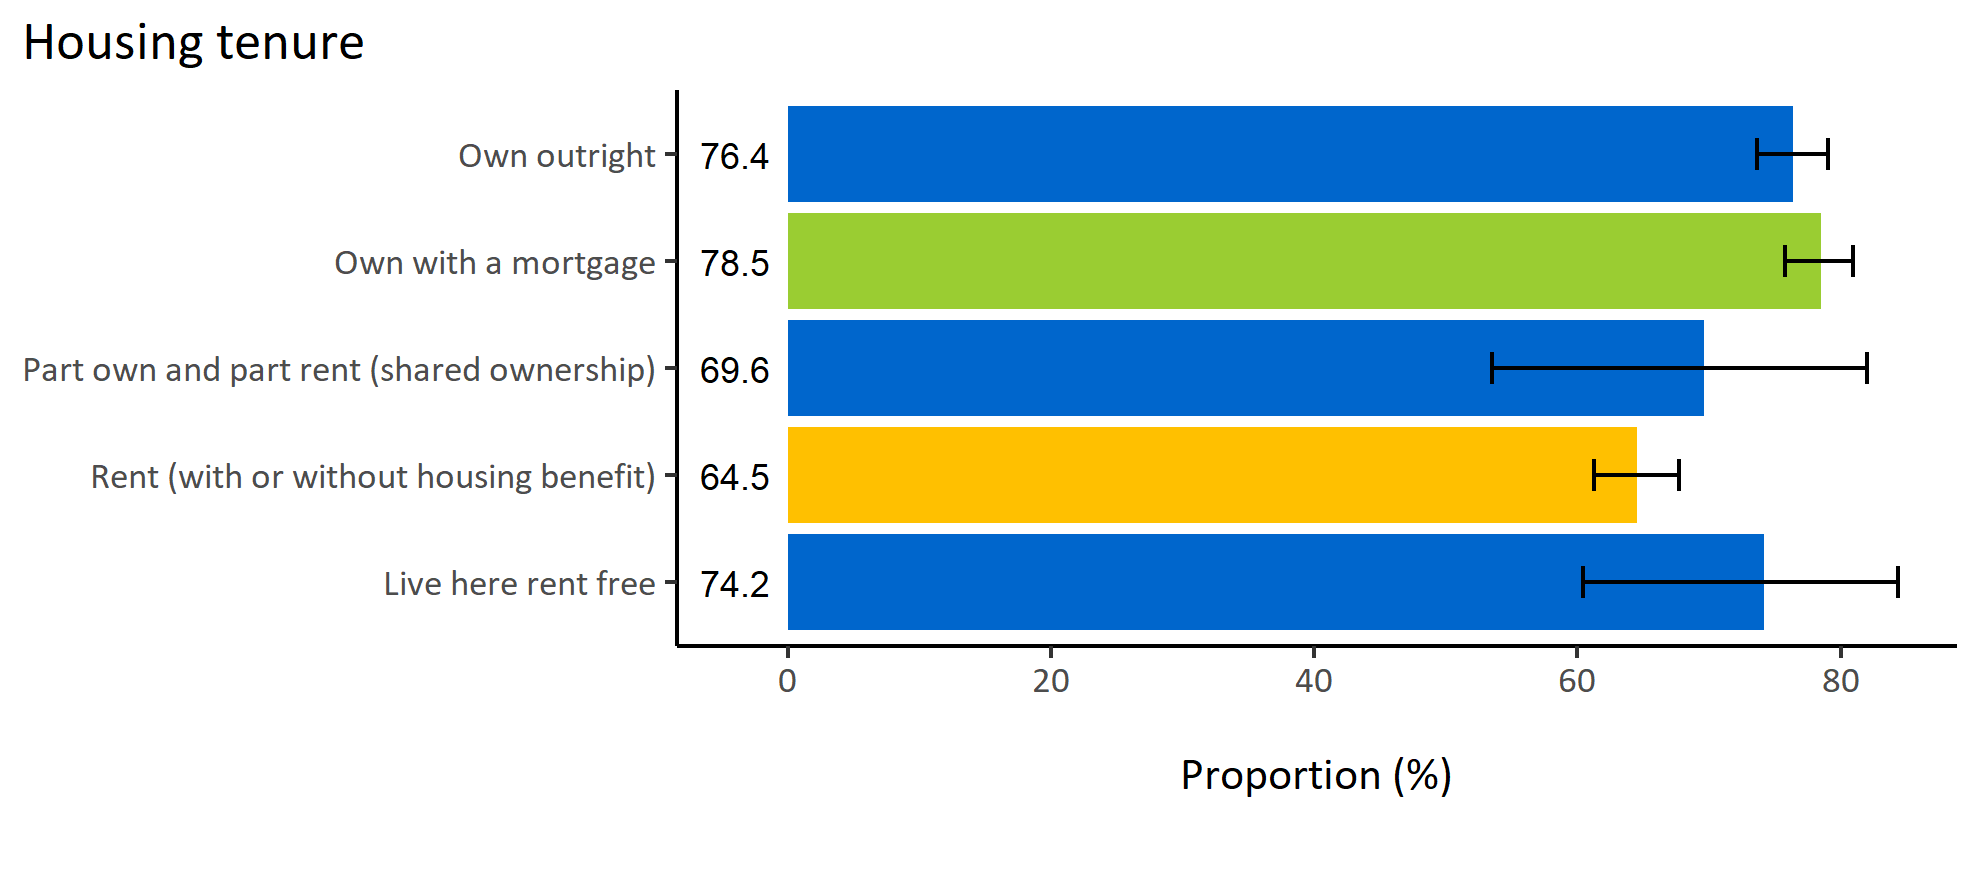 Housing tenure
Own outright 76.4
Own with a mortgage 78.5
Part own and part rent (shared ownership) 69.6
Rent (with or without housing benefit) 64.5
Live here rent free 74.2
0 20 40 60 80
Proportion (%)